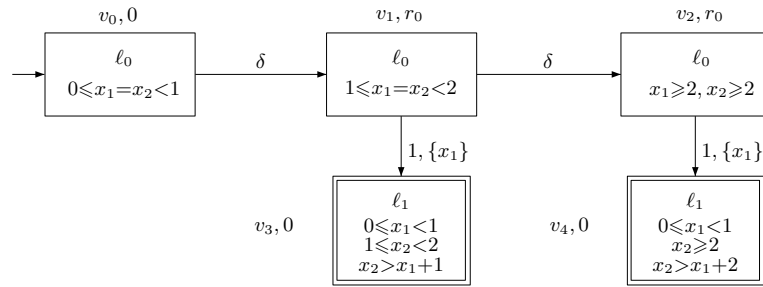 v₀, 0
v₁, r₀
v₂, r₀
ℓ₀
0⩽x₁=x₂<1
δ
ℓ₀
1⩽x₁=x₂<2
δ
ℓ₀
x₁⩾2, x₂⩾2
1, {x₁}
1, {x₁}
v₃, 0
ℓ₁
0⩽x₁<1
1⩽x₂<2
x₂>x₁+1
v₄, 0
ℓ₁
0⩽x₁<1
x₂⩾2
x₂>x₁+2